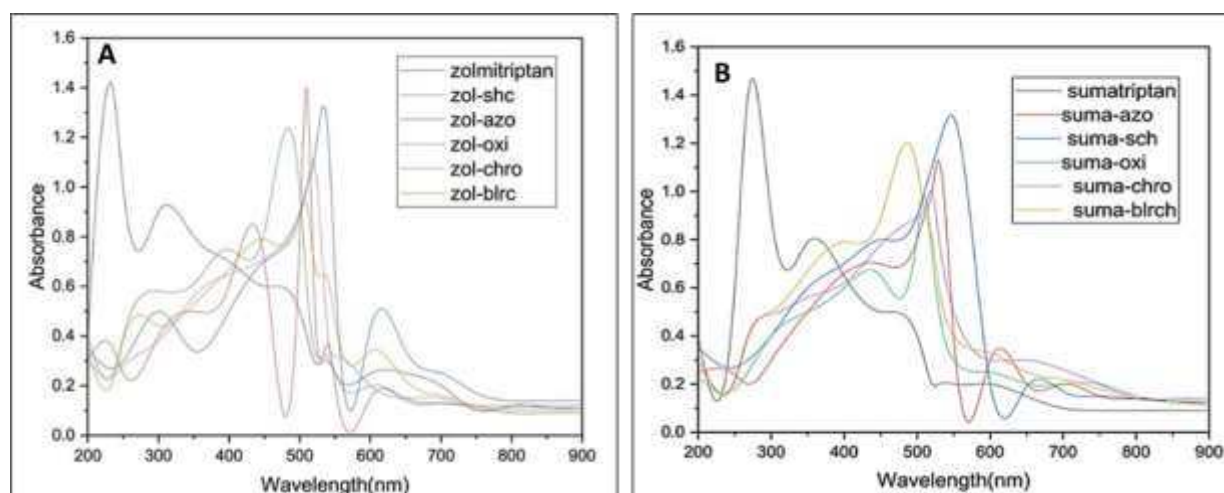 A
1.6
1.4
1.2
1.0
0.8
0.6
0.4
0.2
0.0
Absorbance
200 300 400 500 600 700 800 900
Wavelength(nm)
zolmitriptan
zol-shc
zol-azo
zol-oxi
zol-chro
zol-blrc
B
1.6
1.4
1.2
1.0
0.8
0.6
0.4
0.2
0.0
Absorbance
200 300 400 500 600 700 800 900
Wavelength(nm)
sumatriptan
suma-azo
suma-sch
suma-oxi
suma-chro
suma-blrch